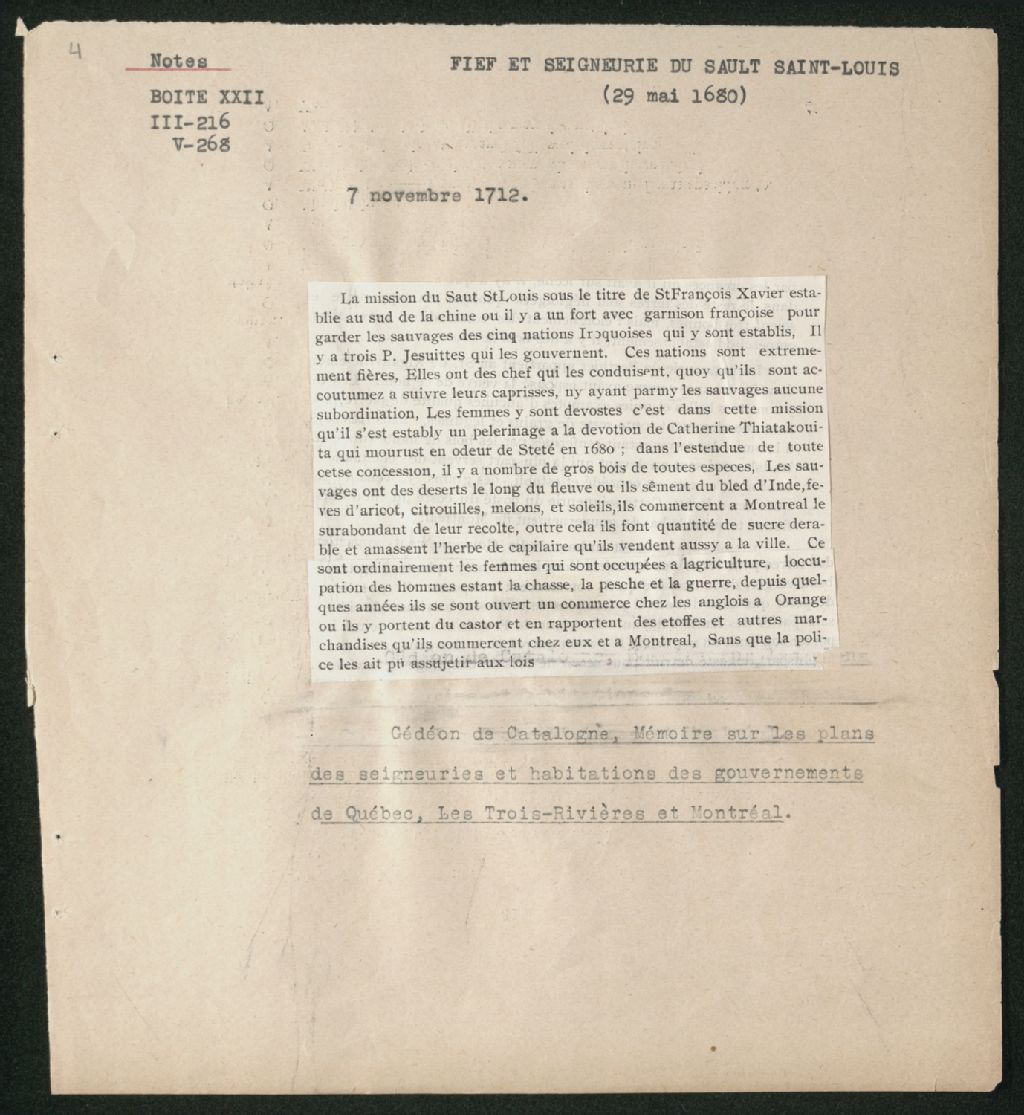 4
Notes
FIEF ET SEIGNEURIE DU SAULT SAINT-LOUIS
BOITE XXII
(29 mai 1680)
III-216
V-268
7 novembre 1712.
La mission du Saut StLouis sous le titre de StFrançois Xavier esta-
blie au sud de la chine ou il y a un fort avec garnison françoise pour
garder les sauvages des cinq nations Iroquoises qui y sont establis, Il
y a trois P. Jesuittes qui les gouvernent. Ces nations sont extreme-
ment fières, Elles ont des chef qui les conduisent, quoy qu'ils sont ac-
coutumez a suivre leurs caprisses, ny ayant parmy les sauvages aucune
subordination, Les femmes y sont devostes c'est dans cette mission
qu'il s'est estably un pelerinage a la devotion de Catherine Thiatakoui-
ta qui mourust en odeur de Steté en 1680 ; dans l'estendue de toute
cetse concession, il y a nombre de gros bois de toutes especes, Les sau-
vages ont des deserts le long du fleuve ou ils sêment du bled d'Inde,fe-
ves d'aricot, citrouilles, melons, et soleils,ils commercent a Montreal le
surabondant de leur recolte, outre cela ils font quantité de sucre dera-
ble et amassent l'herbe de capilaire qu'ils vendent aussy a la ville. Ce
sont ordinairement les femmes qui sont occupées a lagriculture, loccu-
pation des hommes estant la chasse, la pesche et la guerre, depuis quel-
ques années ils se sont ouvert un commerce chez les anglois a Orange
ou ils y portent du castor et en rapportent des etoffes et autres mar-
chandises qu'ils commercent chez eux et a Montreal, Sans que la poli-
ce les ait pû assujetir aux lois
Gédéon de Catalogne, Mémoire sur les plans
des seigneuries et habitations des gouvernements
de Québec, Les Trois-Rivières et Montréal.